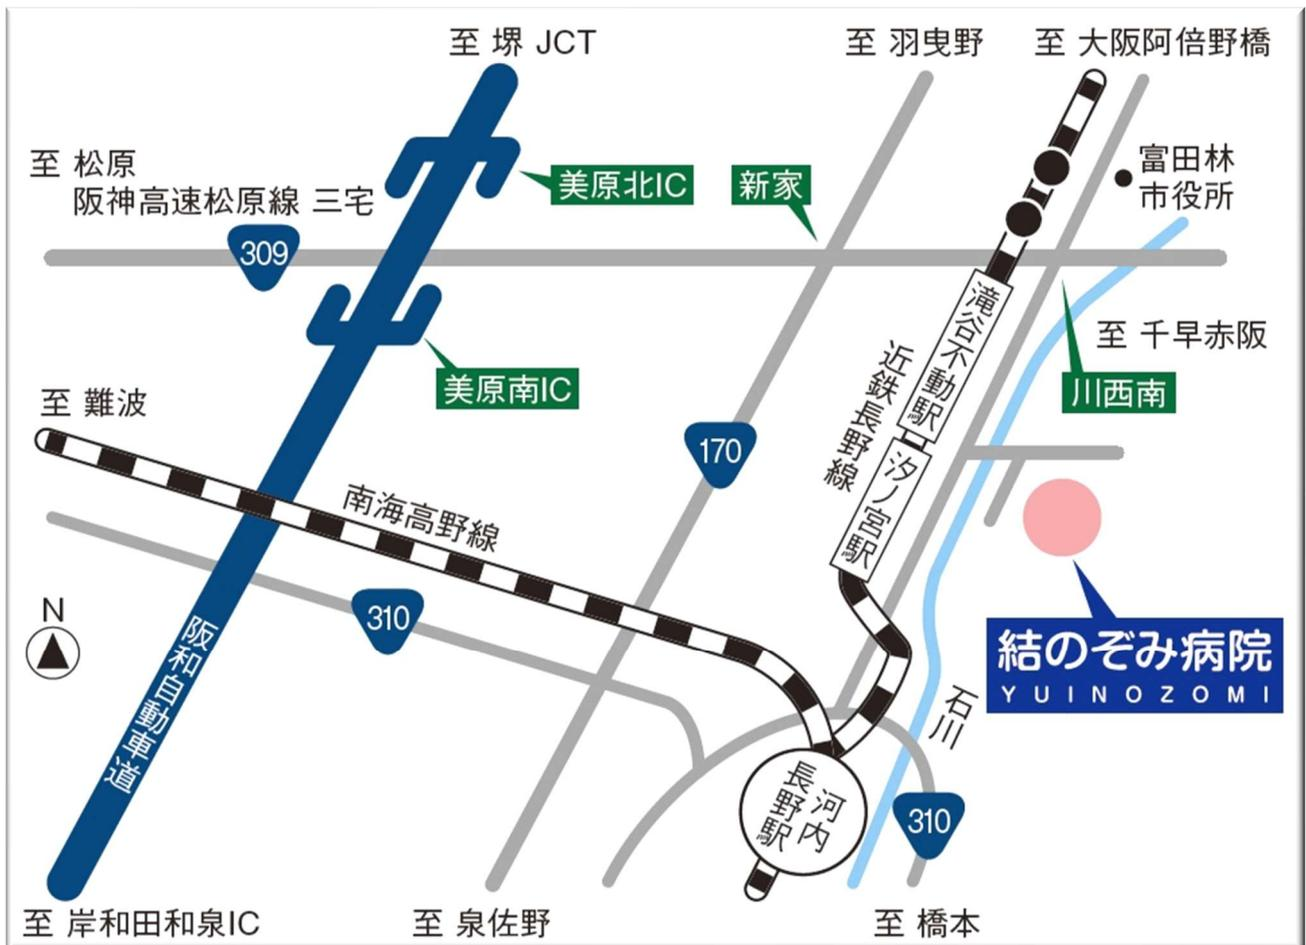 至 堺 JCT
至 羽曳野
至 大阪阿倍野橋
至 松原
阪神高速松原線 三宅
美原北IC
新家
富田林
市役所
309
滝谷不動駅
至 千早赤阪
美原南IC
川西南
至 難波
近鉄長野線
170
汐ノ宮駅
南海高野線
310
N
阪和自動車道
結のぞみ病院
YUINOZOMI
石川
河内
長野駅
310
至 岸和田和泉IC
至 泉佐野
至 橋本